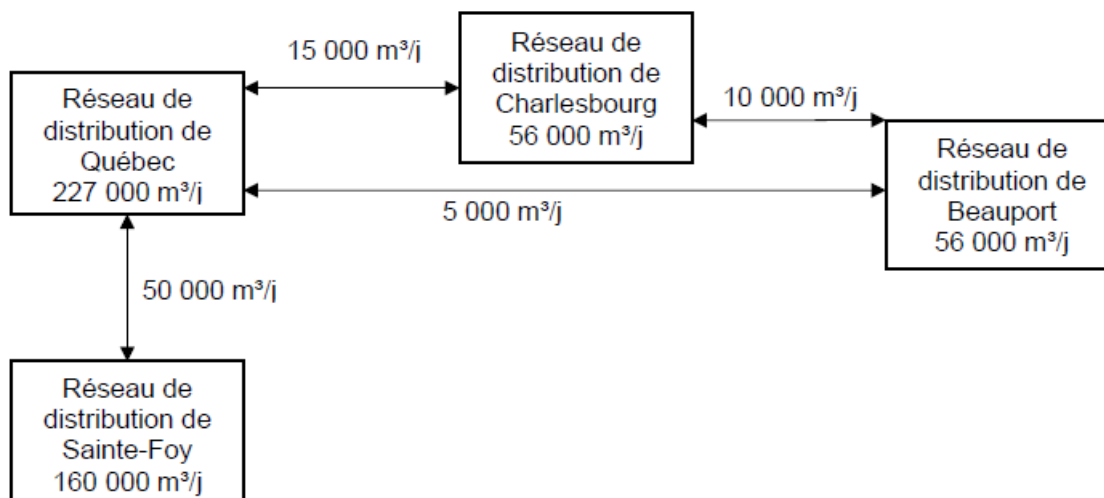 15 000 m³/j
Réseau de
distribution de
Charlesbourg
56 000 m³/j
10 000 m³/j
Réseau de
distribution de
Québec
227 000 m³/j
Réseau de
distribution de
Beauport
56 000 m³/j
5 000 m³/j
50 000 m³/j
Réseau de
distribution de
Sainte-Foy
160 000 m³/j